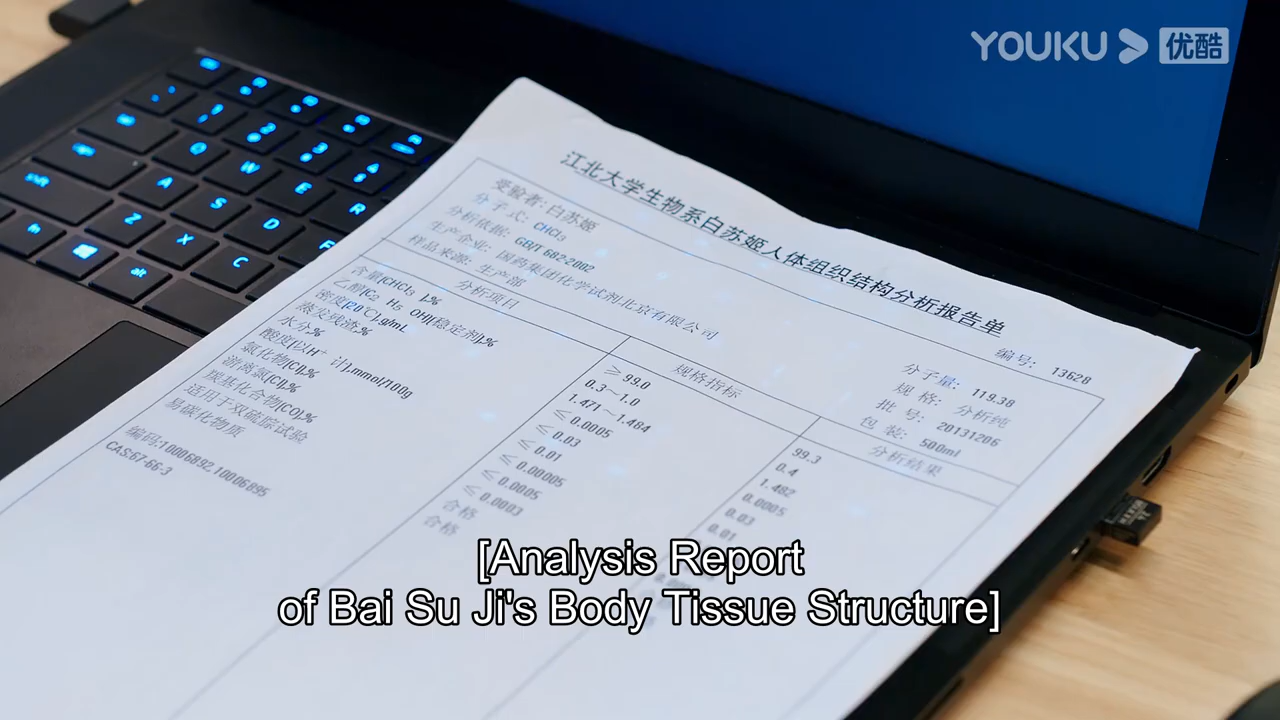 YOUKU 优酷
江北大学生物系白苏姬人体组织结构分析报告单
编号: 13628
受验者:白苏姬
分子式: CHCl₃
分析依据: GB/T 682-2002
生产企业: 国药集团化学试剂北京有限公司
样品来源: 生产部
分子量: 119.38
规 格: 分析纯
批 号: 20131206
包 装: 500ml
分析项目 规格指标 分析结果
含量(CHCl₃ ),% ≥ 99.0 99.3
乙醇(C₂ H₅ OH)(稳定剂),% 0.3~1.0 0.4
密度(20℃),g/mL 1.471~1.484 1.482
蒸发残渣,% ≤ 0.0005 0.0005
水分,% ≤ 0.03 0.03
酸度(以H⁺ 计),mmol/100g ≤ 0.01 0.01
氯化物(Cl),% ≤ 0.00005
游离氯(Cl),% ≤ 0.0005
羰基化合物(CO),% ≤ 0.0003
适用于双硫腙试验 合格
易碳化物质 合格
编码:10006892,10006895
CAS:67-66-3
[Analysis Report
of Bai Su Ji's Body Tissue Structure]
Q W E R
A S D F
Z X C
fn alt